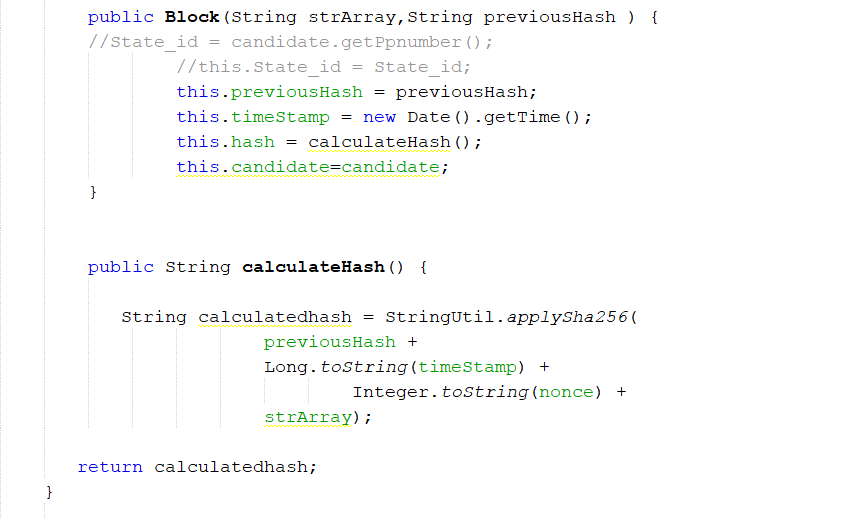 public Block(String strArray,String previousHash ) {
//State_id = candidate.getPpnumber();
//this.State_id = State_id;
this.previousHash = previousHash;
this.timeStamp = new Date().getTime();
this.hash = calculateHash();
this.candidate=candidate;
}
public String calculateHash() {
String calculatedhash = StringUtil.applySha256(
previousHash +
Long.toString(timeStamp) +
Integer.toString(nonce) +
strArray);
return calculatedhash;
}